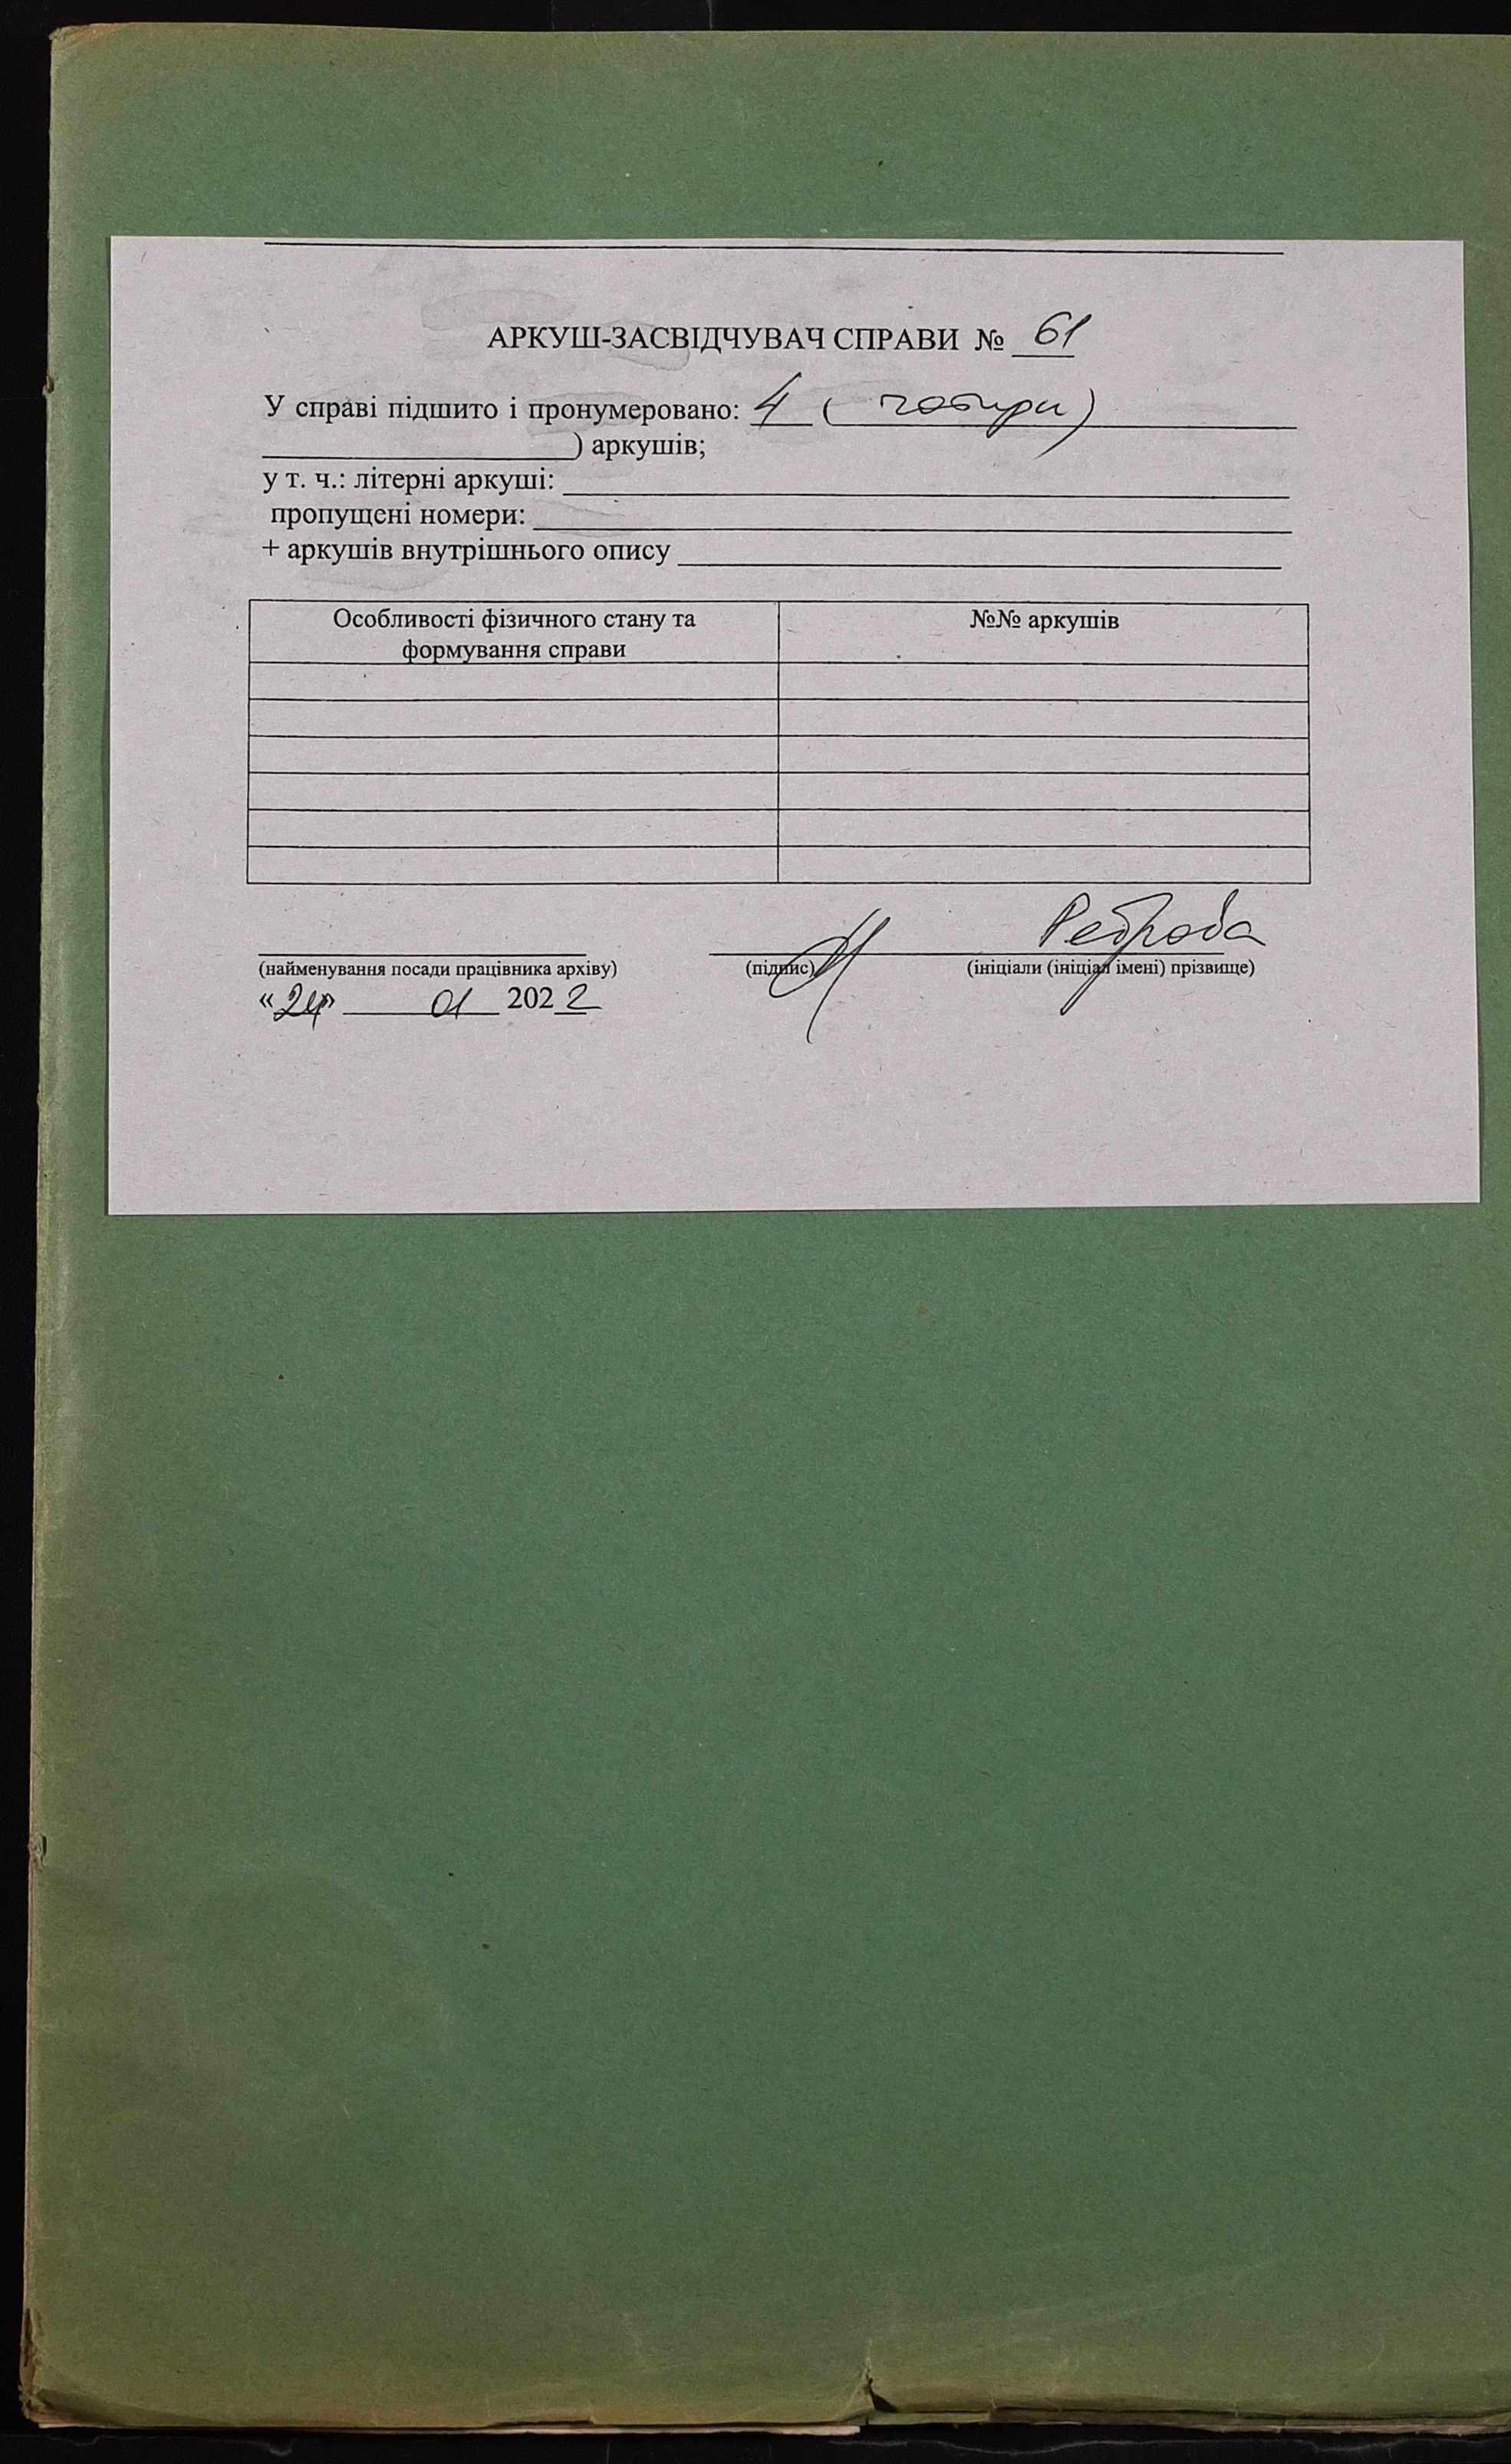 АРКУШ-ЗАСВІДЧУВАЧ СПРАВИ № 61
У справі підшито і пронумеровано: 4 ( чотири)
) аркушів;
у т. ч.: літерні аркуші:
пропущені номери:
+ аркушів внутрішнього опису
Особливості фізичного стану та формування справи
№№ аркушів
(найменування посади працівника архіву) (підпис) (ініціали (ініціал імені) прізвище)
«24» 01 2022